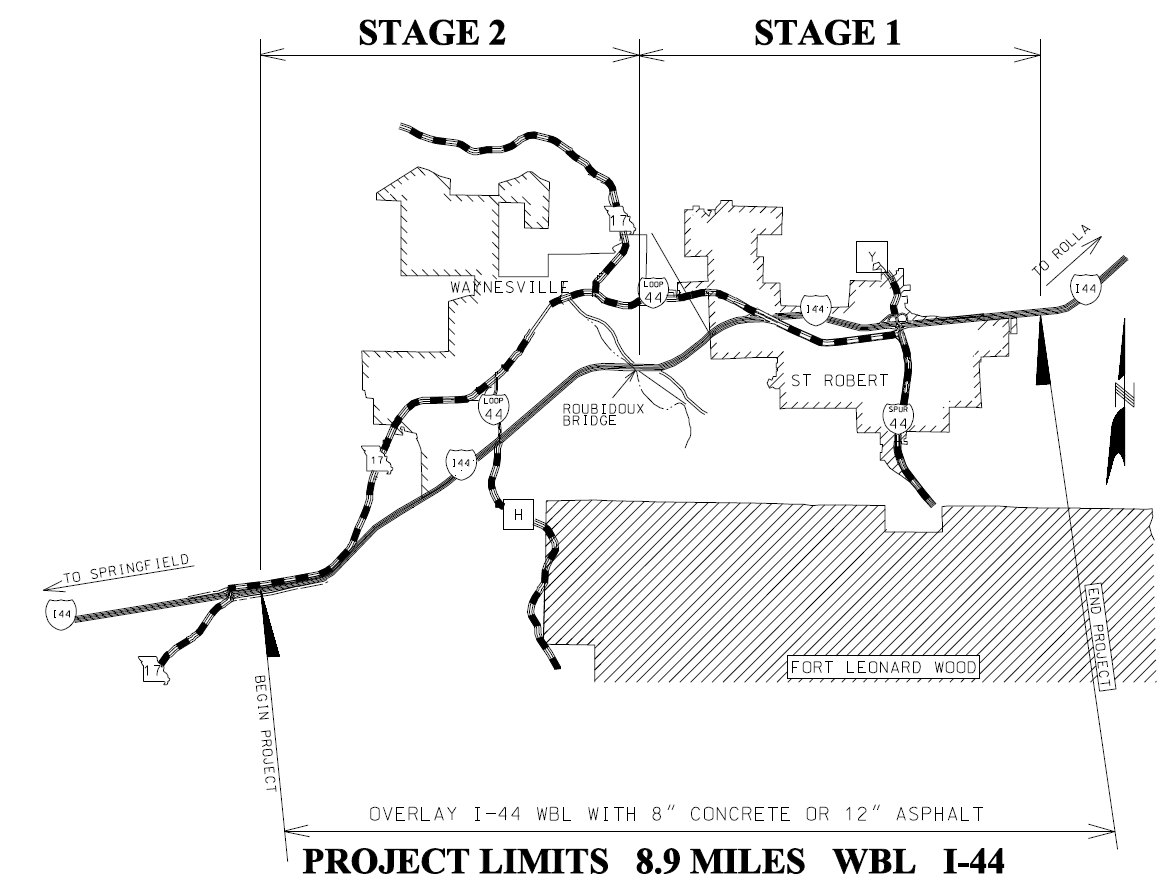 STAGE 2 STAGE 1
17
Y
TO ROLLA
WAYNESVILLE
LOOP
44
I44
I44
ST ROBERT
N
LOOP
44
ROUBIDOUX
BRIDGE
SPUR
44
17
I44
H
TO SPRINGFIELD
I44
17
FORT LEONARD WOOD
END PROJECT
BEGIN PROJECT
OVERLAY I-44 WBL WITH 8" CONCRETE OR 12" ASPHALT
PROJECT LIMITS 8.9 MILES WBL I-44